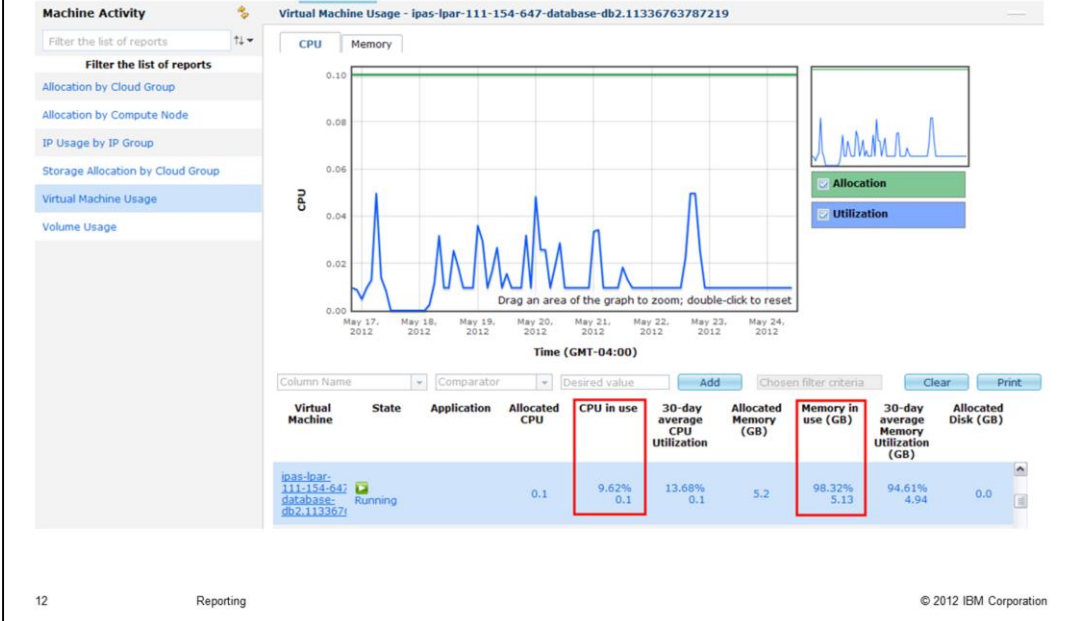 Machine Activity
Filter the list of reports
Filter the list of reports
Allocation by Cloud Group
Allocation by Compute Node
IP Usage by IP Group
Storage Allocation by Cloud Group
Virtual Machine Usage
Volume Usage
Virtual Machine Usage - ipas-lpar-111-154-647-database-db2.11336763787219
CPU Memory
0.10
0.08
0.06
0.04
0.02
0.00
CPU
Drag an area of the graph to zoom; double-click to reset
May 17, May 18, May 19, May 20, May 21, May 22, May 23, May 24,
2012 2012 2012 2012 2012 2012 2012 2012
Time (GMT-04:00)
Allocation
Utilization
Column Name Comparator Desired value Add Chosen filter criteria Clear Print
Virtual State Application Allocated CPU in use 30-day Allocated Memory in 30-day Allocated
Machine CPU average Memory use (GB) average Disk (GB)
CPU (GB) Memory
Utilization Utilization
(GB)
ipas-lpar-
111-154-647
database- Running 0.1 9.62% 13.68% 5.2 98.32% 94.61% 0.0
db2.113367 0.1 0.1 5.13 4.94
12 Reporting © 2012 IBM Corporation